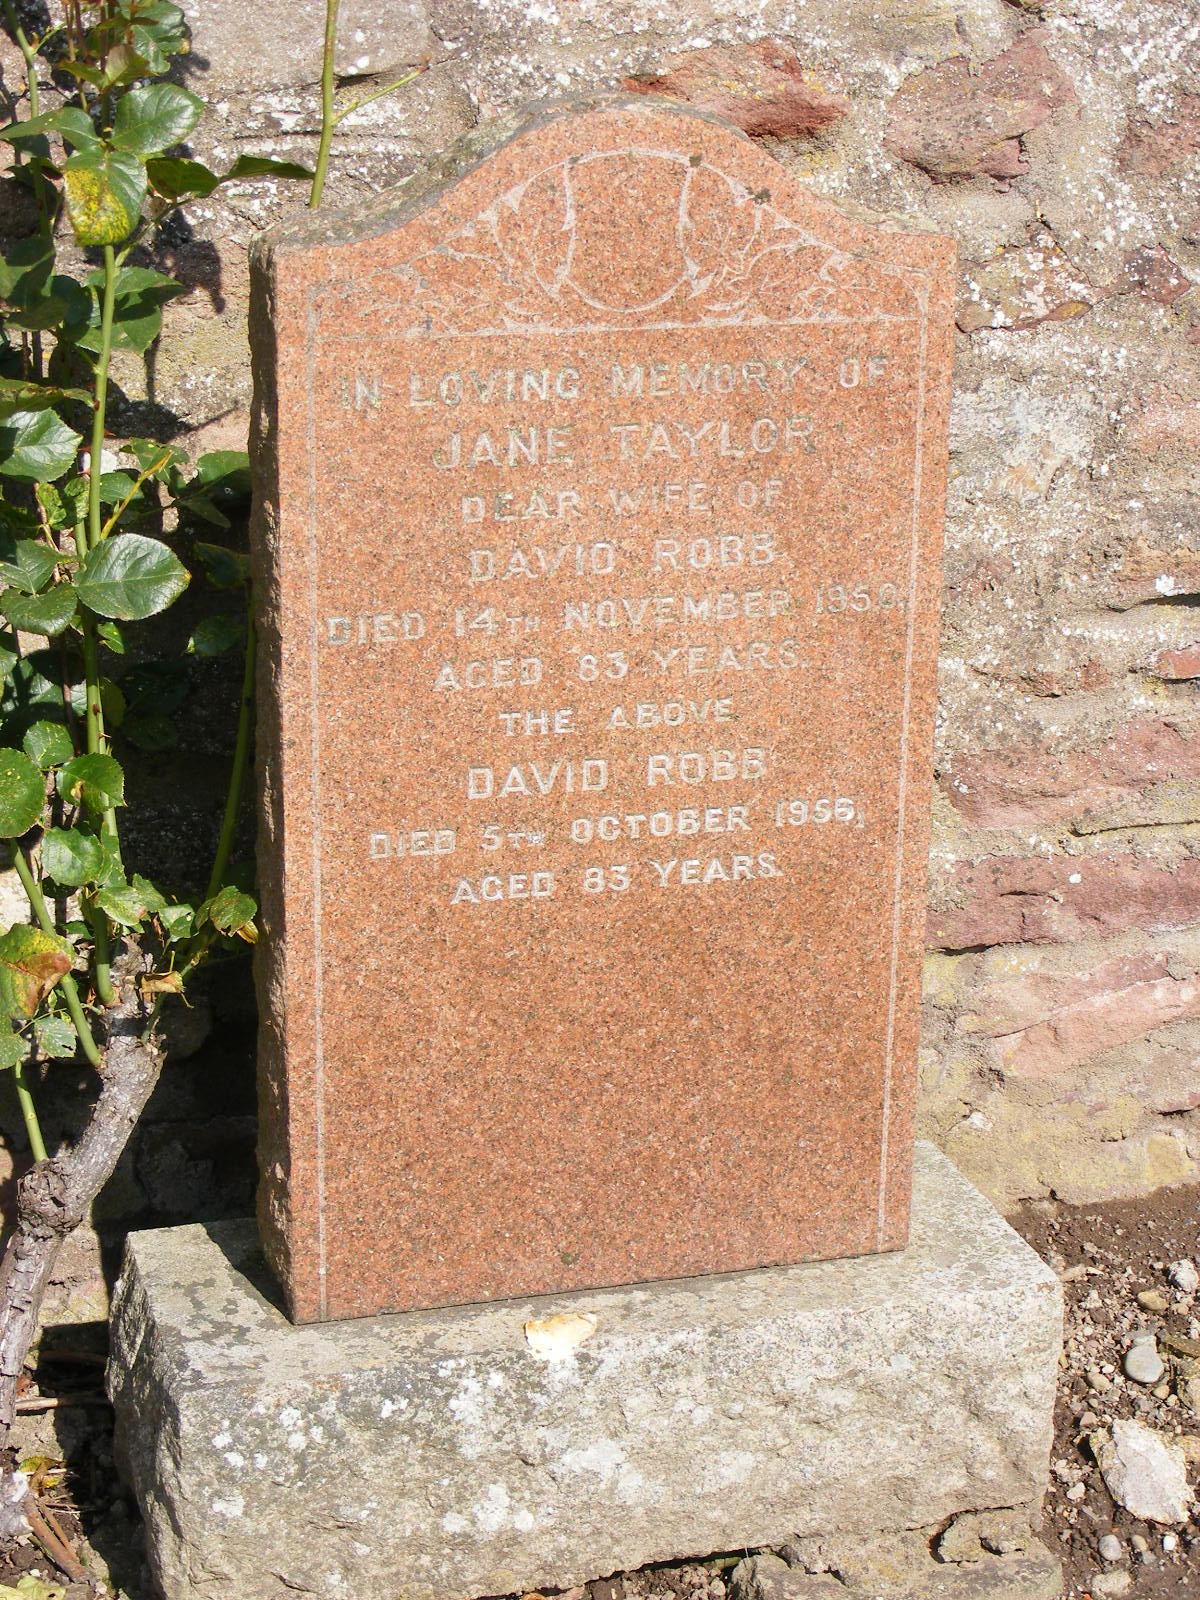 IN LOVING MEMORY OF
JANE TAYLOR
DEAR WIFE OF
DAVID ROBB
DIED 14TH NOVEMBER 1950,
AGED 83 YEARS.
THE ABOVE
DAVID ROBB
DIED 5TH OCTOBER 1956,
AGED 83 YEARS.